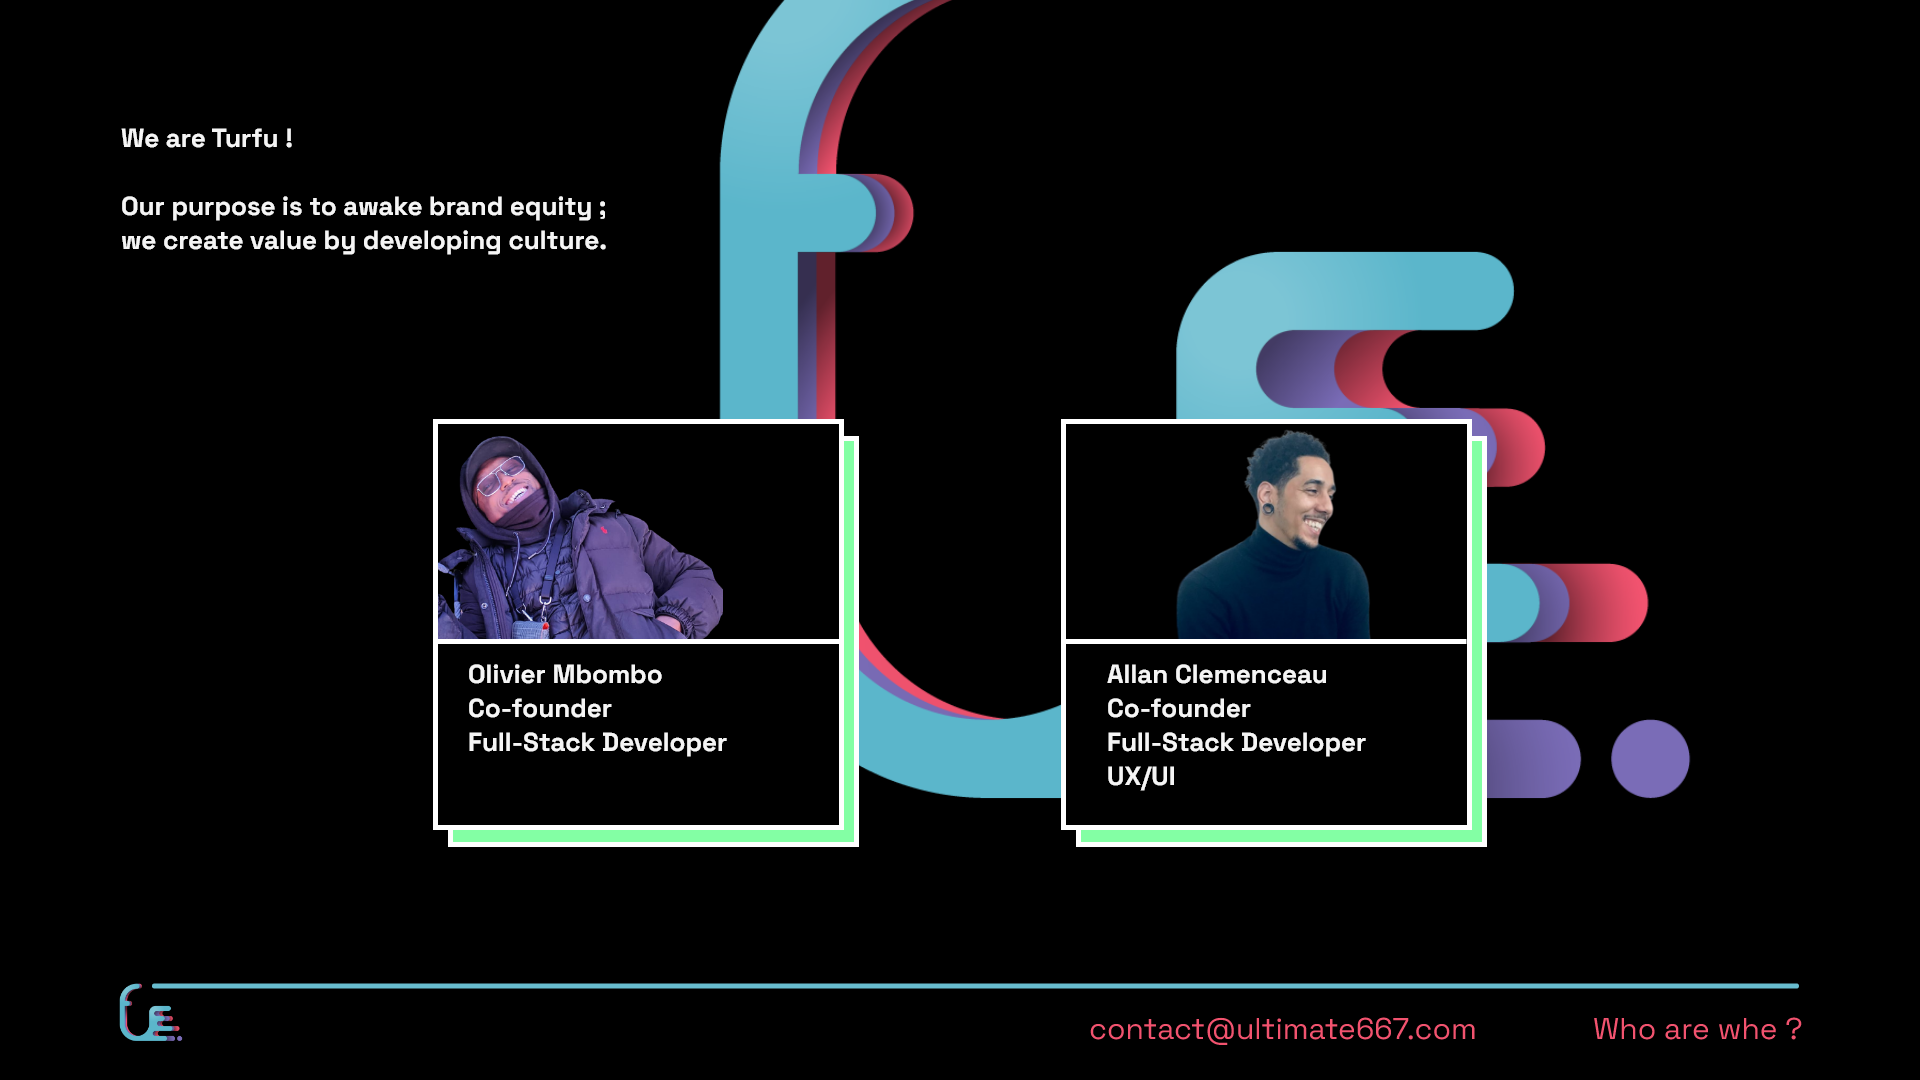 We are Turfu !
Our purpose is to awake brand equity ;
we create value by developing culture.
Olivier Mbombo
Co-founder
Full-Stack Developer
Allan Clemenceau
Co-founder
Full-Stack Developer
UX/UI
contact@ultimate667.com
Who are whe ?